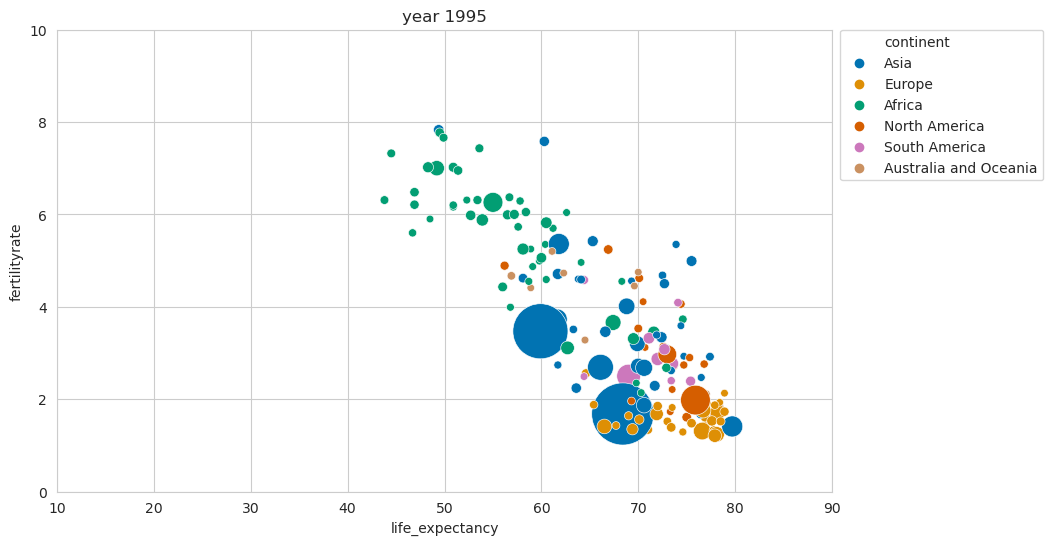 year 1995
continent
Asia
Europe
Africa
North America
South America
Australia and Oceania
fertilityrate
10
8
6
4
2
0
10 20 30 40 50 60 70 80 90
life_expectancy